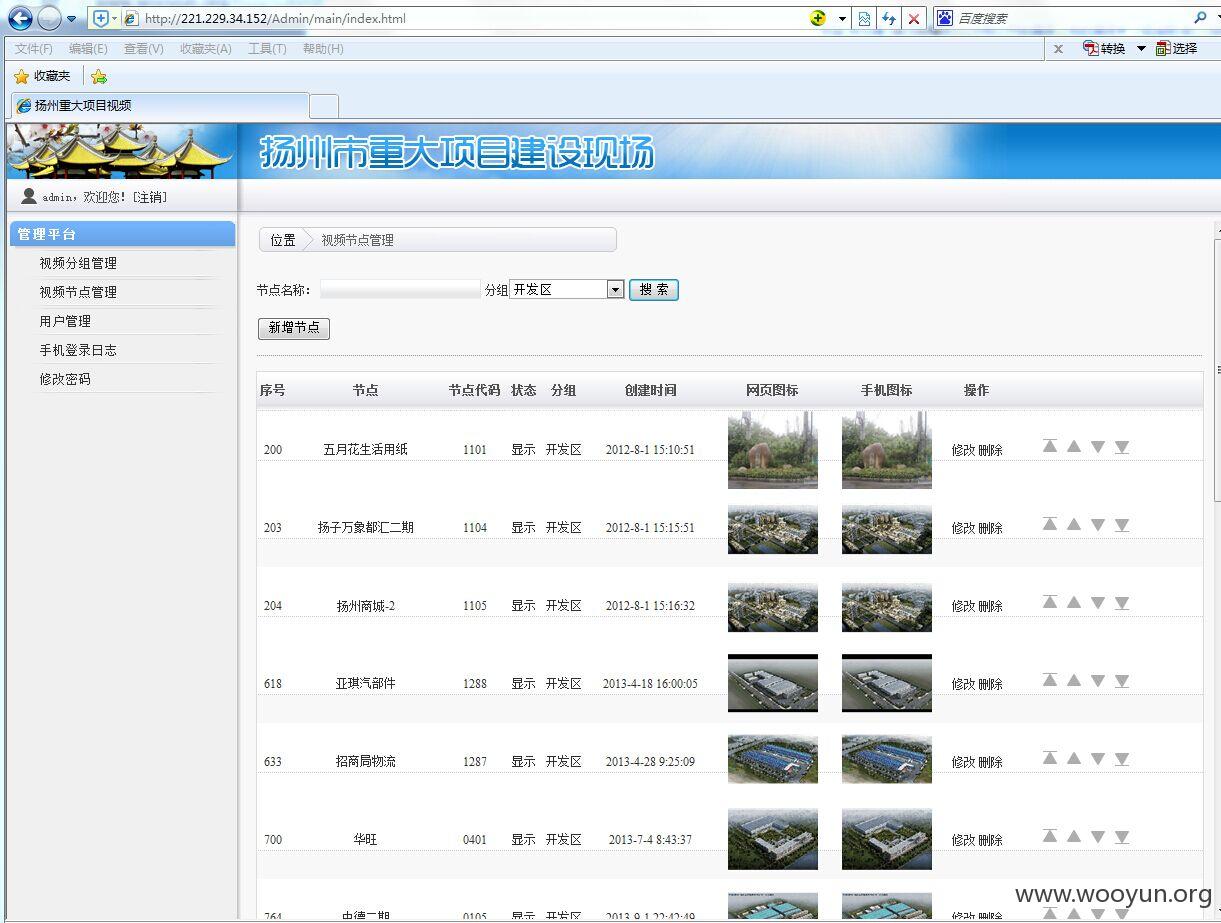 http://221.229.34.152/Admin/main/index.html
百度搜索
文件(F) 编辑(E) 查看(V) 收藏夹(A) 工具(T) 帮助(H)
x 转换 选择
收藏夹
扬州重大项目视频
扬州市重大项目建设现场
admin，欢迎您! [注销]
管理平台
视频分组管理
视频节点管理
用户管理
手机登录日志
修改密码
位置 视频节点管理
节点名称： 分组 开发区 搜 索
新增节点
序号 节点 节点代码 状态 分组 创建时间 网页图标 手机图标 操作
200 五月花生活用纸 1101 显示 开发区 2012-8-1 15:10:51 修改 删除
203 扬子万象都汇二期 1104 显示 开发区 2012-8-1 15:15:51 修改 删除
204 扬州商城-2 1105 显示 开发区 2012-8-1 15:16:32 修改 删除
618 亚琪汽部件 1288 显示 开发区 2013-4-18 16:00:05 修改 删除
633 招商局物流 1287 显示 开发区 2013-4-28 9:25:09 修改 删除
700 华旺 0401 显示 开发区 2013-7-4 8:43:37 修改 删除
764 中德二期 0105 显示 开发区 2013-9-1 22:42:49 修改 删除
www.wooyun.org